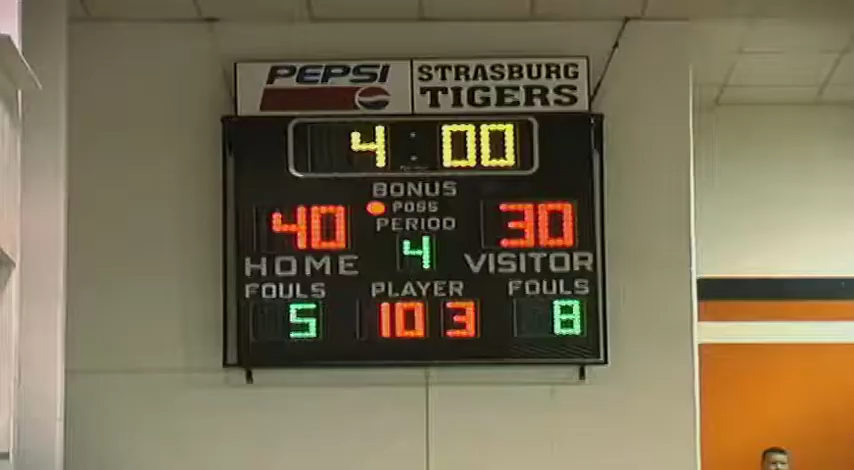 PEPSI
STRASBURG
TIGERS
4:00
BONUS
POSS
PERIOD
40
4
30
HOME
VISITOR
FOULS
PLAYER
FOULS
5
10 3
8